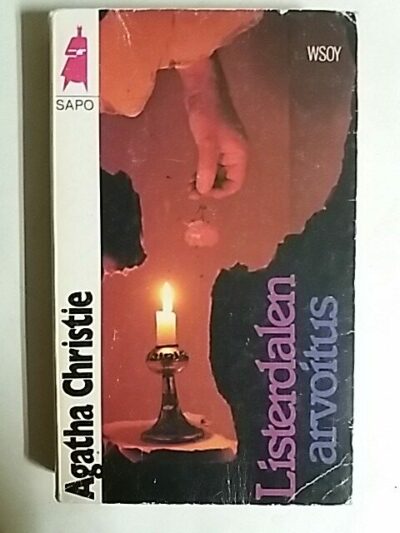 SAPO
WSOY
Agatha Christie
Listerdalen
arvoitus